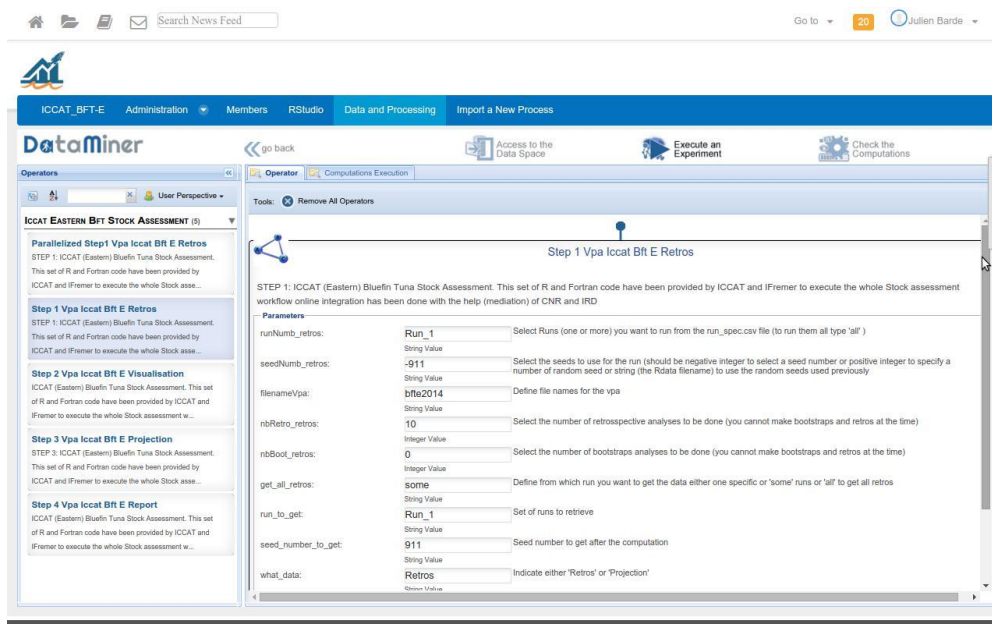 Search News Feed
Go to
20
Julien Barde
ICCAT_BFT-E Administration Members RStudio Data and Processing Import a New Process
DataMiner
go back
Access to the
Data Space
Execute an
Experiment
Check the
Computations
Operators
User Perspective
ICCAT EASTERN BFT STOCK ASSESSMENT (5)
Parallelized Step1 Vpa Iccat Bft E Retros
STEP 1: ICCAT (Eastern) Bluefin Tuna Stock Assessment.
This set of R and Fortran code have been provided by
ICCAT and IFremer to execute the whole Stock asse...
Step 1 Vpa Iccat Bft E Retros
STEP 1: ICCAT (Eastern) Bluefin Tuna Stock Assessment.
This set of R and Fortran code have been provided by
ICCAT and IFremer to execute the whole Stock asse...
Step 2 Vpa Iccat Bft E Visualisation
ICCAT (Eastern) Bluefin Tuna Stock Assessment. This set
of R and Fortran code have been provided by ICCAT and
IFremer to execute the whole Stock assessment w...
Step 3 Vpa Iccat Bft E Projection
STEP 3: ICCAT (Eastern) Bluefin Tuna Stock Assessment.
This set of R and Fortran code have been provided by
ICCAT and IFremer to execute the whole Stock asse...
Step 4 Vpa Iccat Bft E Report
ICCAT (Eastern) Bluefin Tuna Stock Assessment. This set
of R and Fortran code have been provided by ICCAT and
IFremer to execute the whole Stock assessment w...
Operator Computations Execution
Tools: Remove All Operators
Step 1 Vpa Iccat Bft E Retros
STEP 1: ICCAT (Eastern) Bluefin Tuna Stock Assessment. This set of R and Fortran code have been provided by ICCAT and IFremer to execute the whole Stock assessment
workflow online integration has been done with the help (mediation) of CNR and IRD
Parameters
runNumb_retros: Run_1 Select Runs (one or more) you want to run from the run_spec.csv file (to run them all type 'all' )
String Value
seedNumb_retros: -911 Select the seeds to use for the run (should be negative integer to select a seed number or positive integer to specify a
number of random seed or string (the Rdata filename) to use the random seeds used previously
String Value
filenameVpa: bfte2014 Define file names for the vpa
String Value
nbRetro_retros: 10 Select the number of retrosspective analyses to be done (you cannot make bootstraps and retros at the time)
Integer Value
nbBoot_retros: 0 Select the number of bootstraps analyses to be done (you cannot make bootstraps and retros at the time)
Integer Value
get_all_retros: some Define from which run you want to get the data either one specific or 'some' runs or 'all' to get all retros
String Value
run_to_get: Run_1 Set of runs to retrieve
String Value
seed_number_to_get: 911 Seed number to get after the computation
String Value
what_data: Retros Indicate either 'Retros' or 'Projection'
String Value